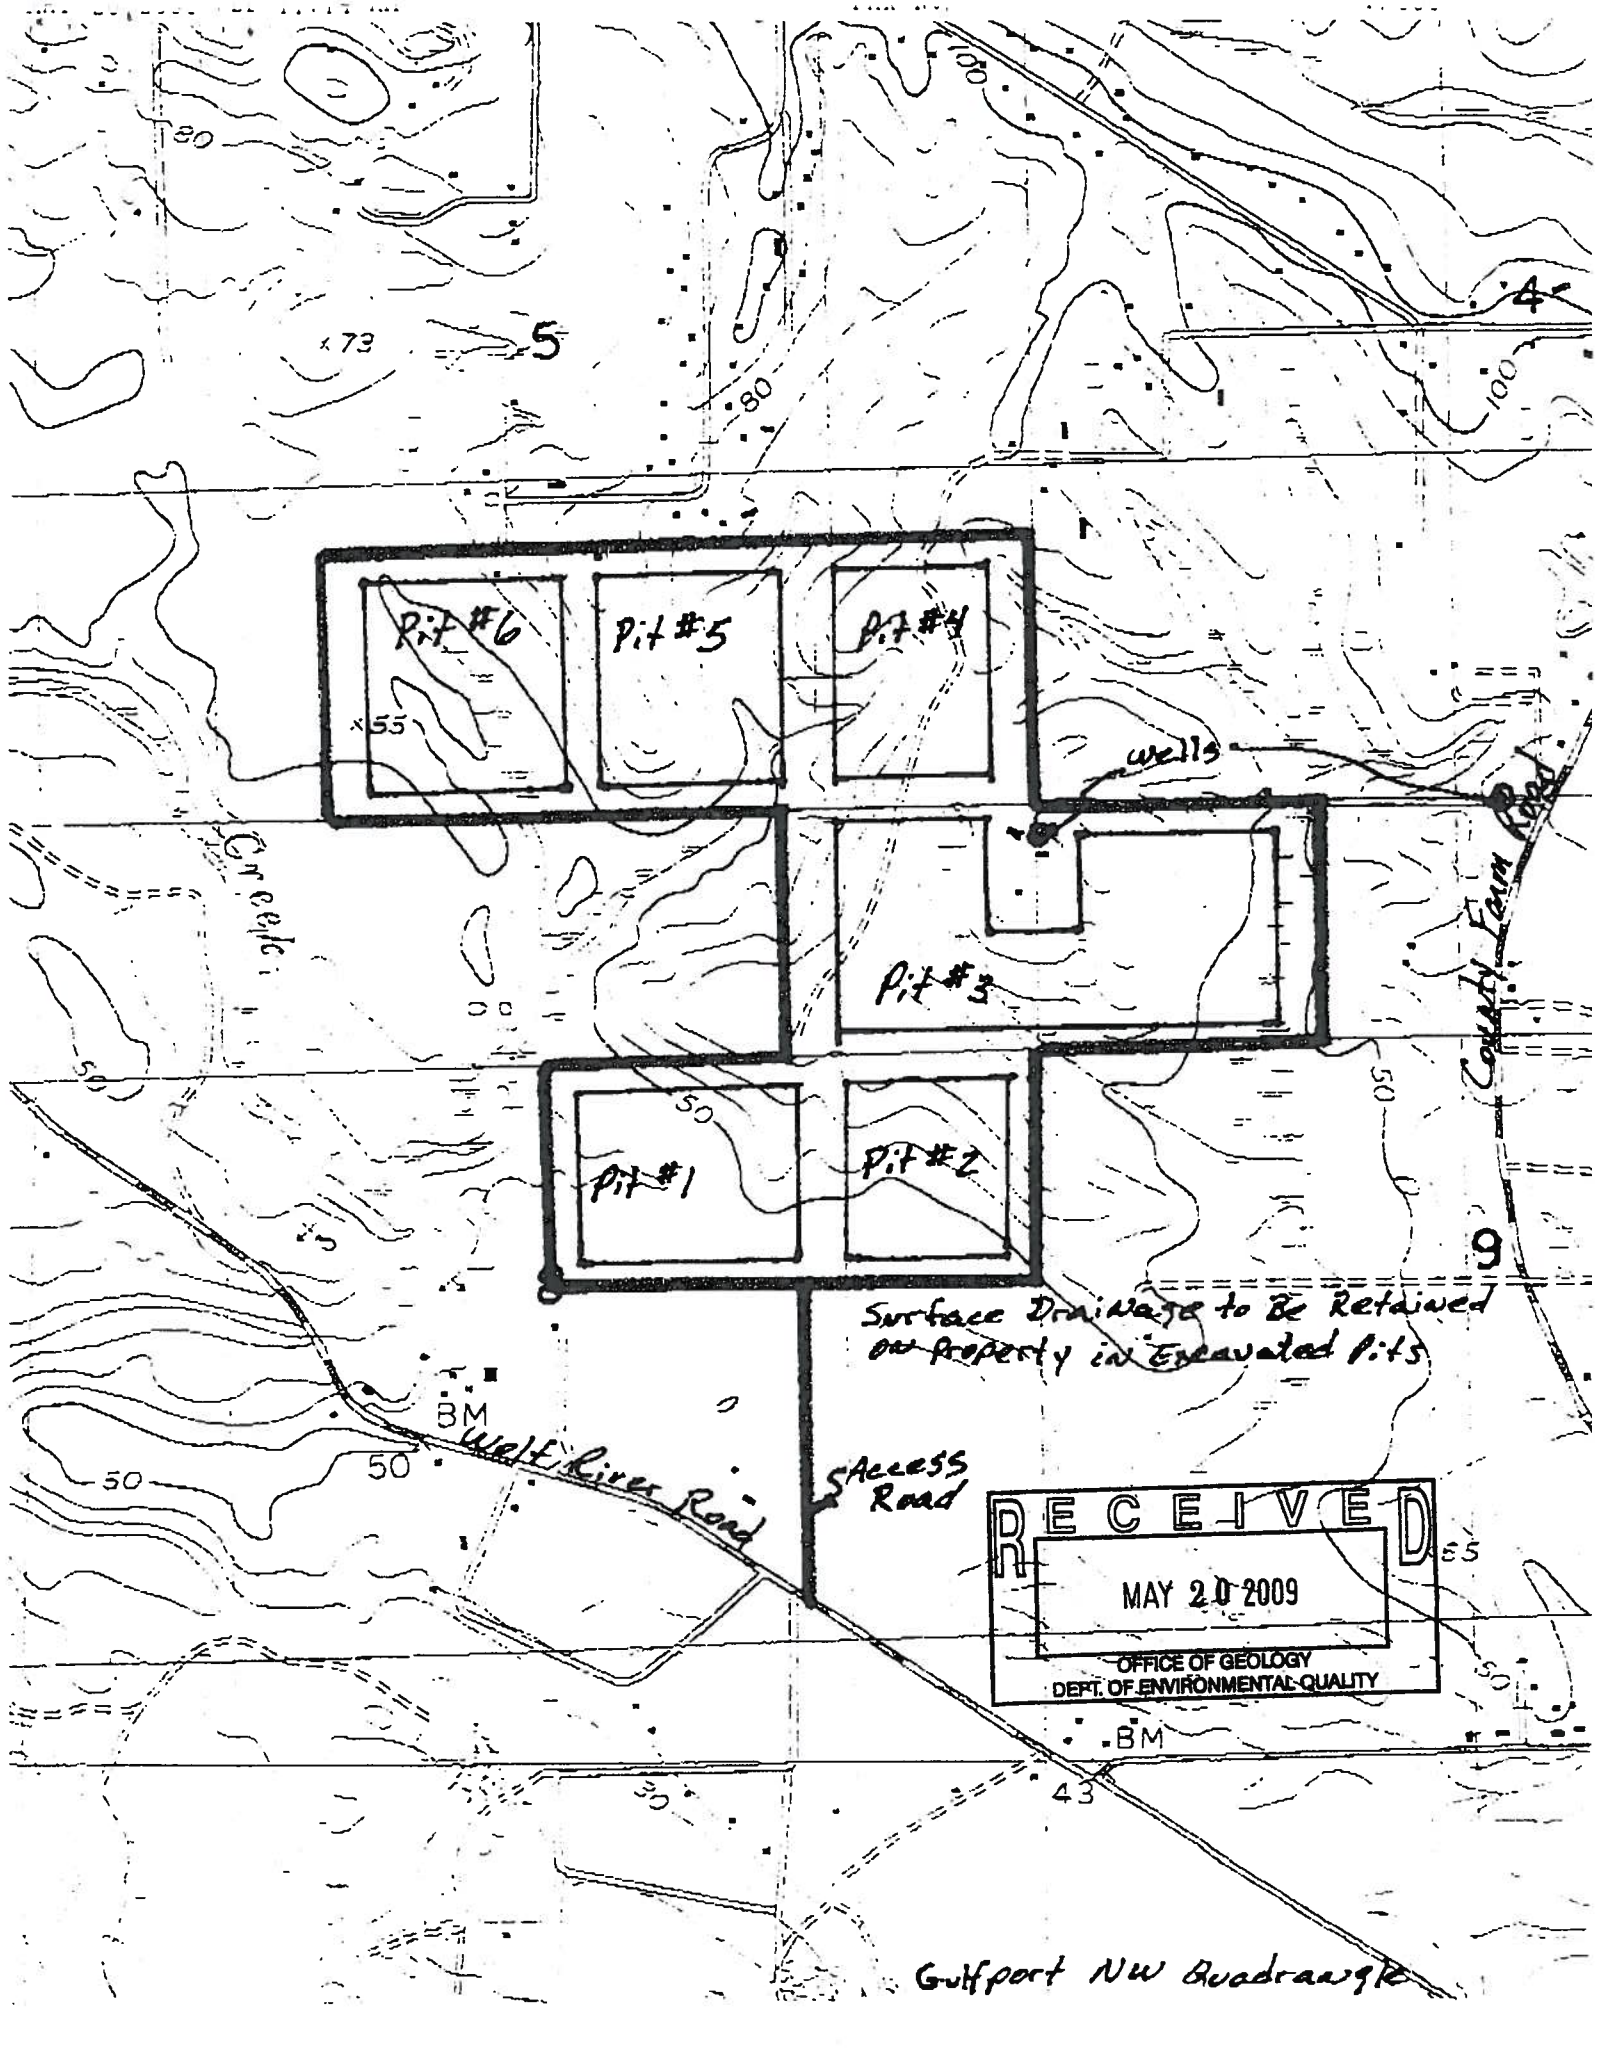 100
80
x 73
5
4
80
100
Pit #6
Pit #5
Pit #4
x 55
wells
Creek
County Farm Road
Pit #3
50
50
50
Pit #1
Pit #2
9
Surface Drainage to Be Retained
on Property in Excavated Pits
BM
50
50
Wolf River Road
Access
Road
RECEIVED
MAY 20 2009
OFFICE OF GEOLOGY
DEPT. OF ENVIRONMENTAL QUALITY
50
BM
43
30
Gulfport NW Quadrangle